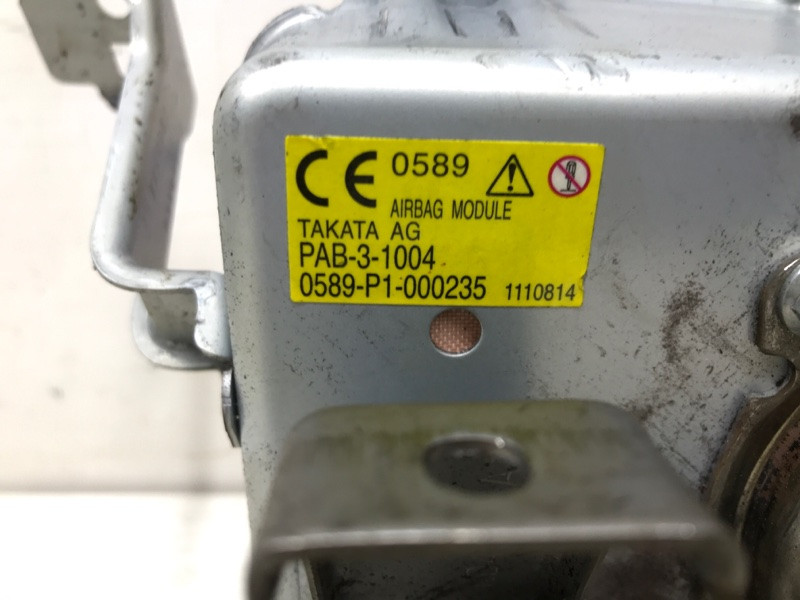 CE 0589
AIRBAG MODULE
TAKATA AG
PAB-3-1004
0589-P1-000235 1110814